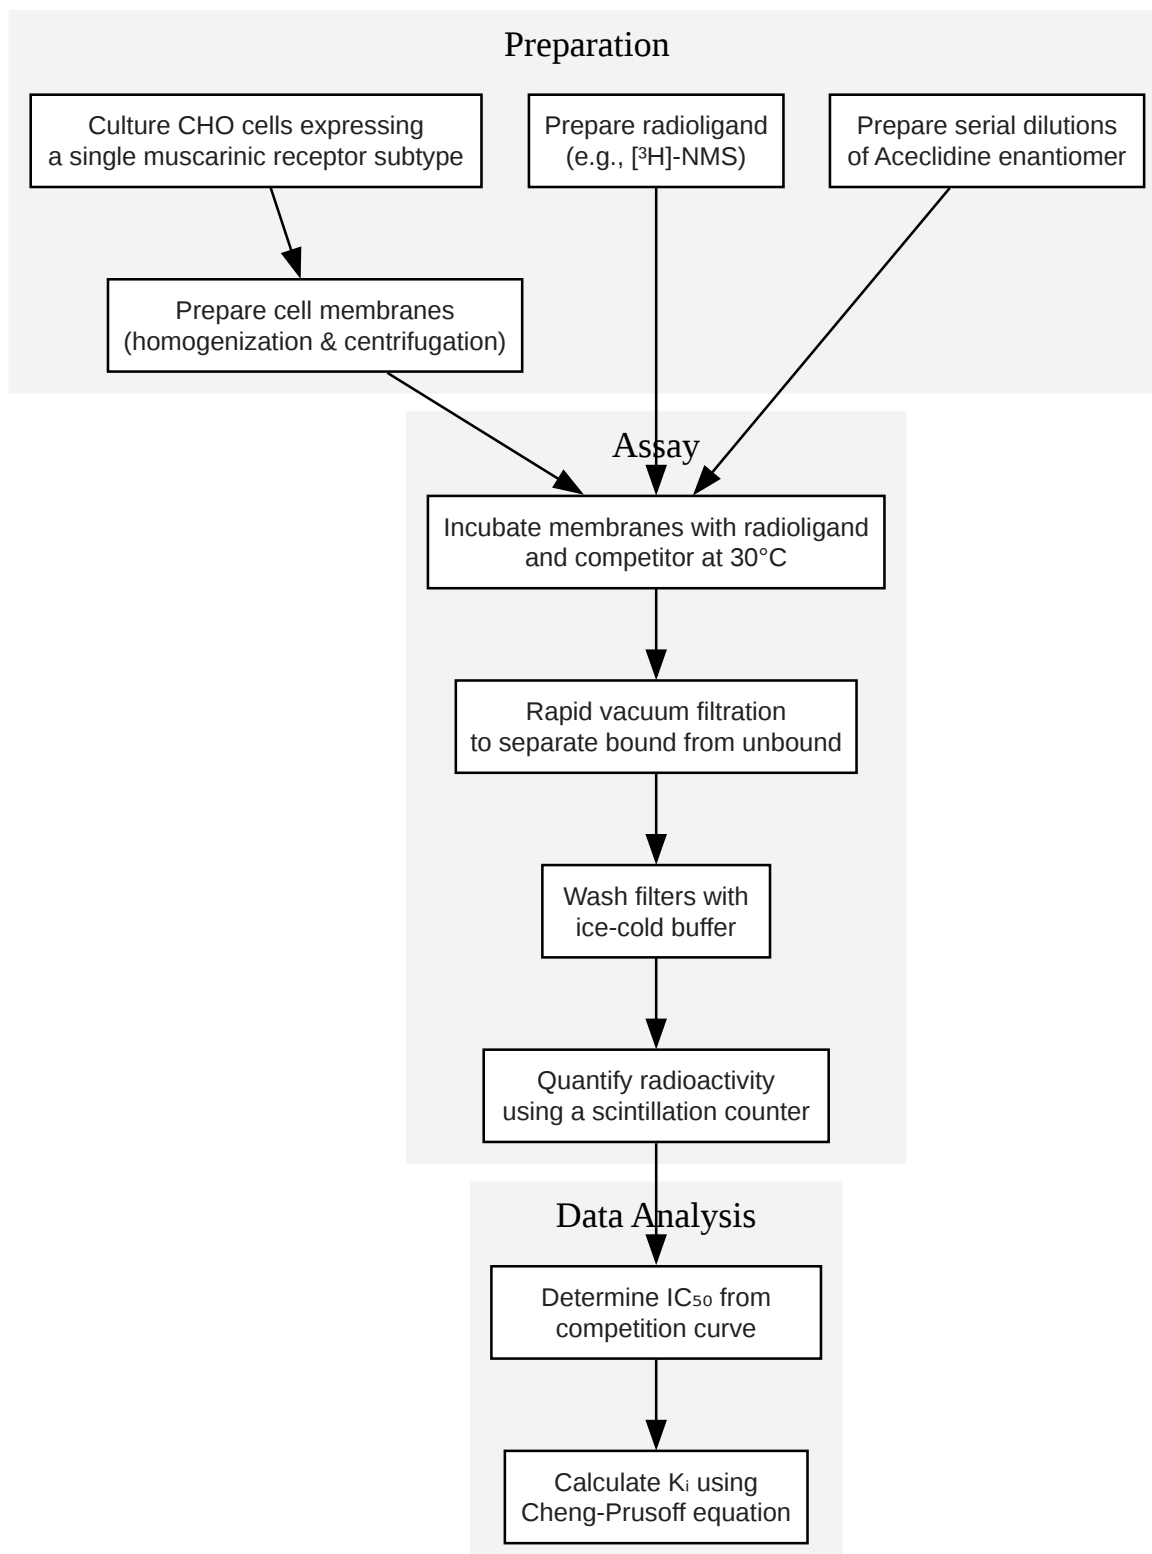 Preparation
Culture CHO cells expressing
a single muscarinic receptor subtype
Prepare radioligand
(e.g., [³H]-NMS)
Prepare serial dilutions
of Aceclidine enantiomer
Prepare cell membranes
(homogenization & centrifugation)
Assay
Incubate membranes with radioligand
and competitor at 30°C
Rapid vacuum filtration
to separate bound from unbound
Wash filters with
ice-cold buffer
Quantify radioactivity
using a scintillation counter
Data Analysis
Determine IC₅₀ from
competition curve
Calculate Kᵢ using
Cheng-Prusoff equation